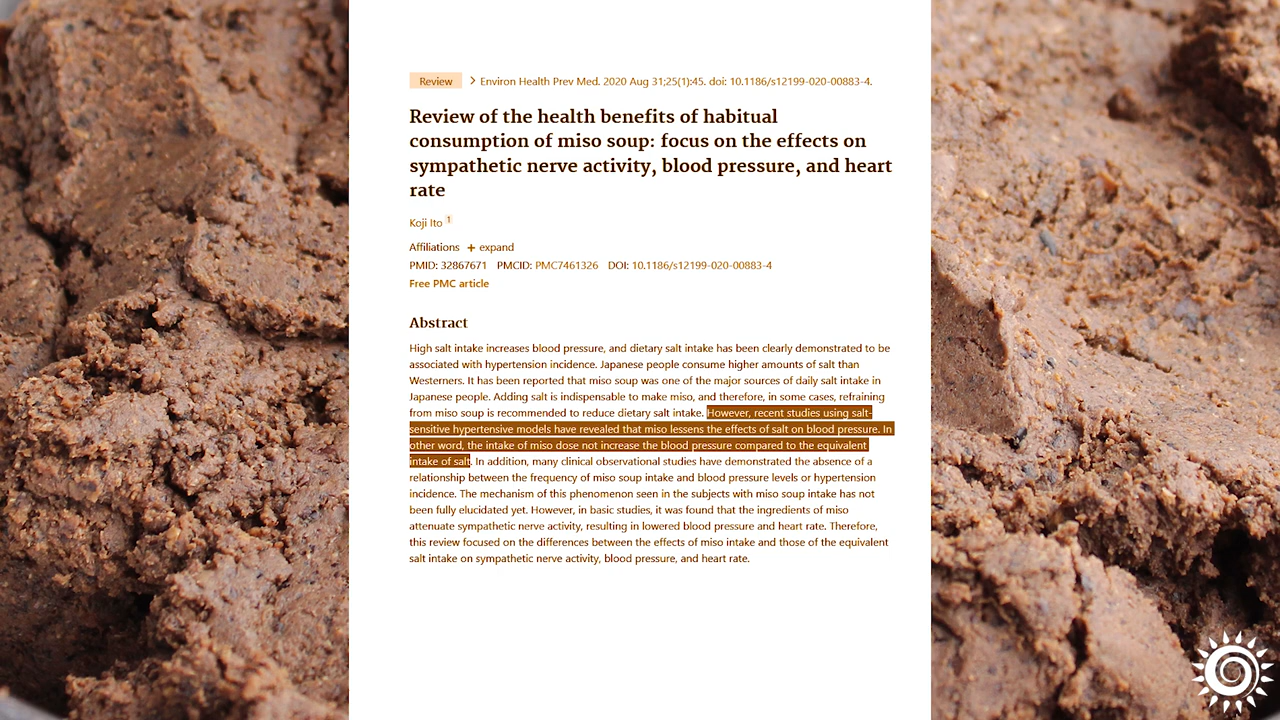 Review > Environ Health Prev Med. 2020 Aug 31;25(1):45. doi: 10.1186/s12199-020-00883-4.
Review of the health benefits of habitual
consumption of miso soup: focus on the effects on
sympathetic nerve activity, blood pressure, and heart
rate
Koji Ito 1
Affiliations + expand
PMID: 32867671 PMCID: PMC7461326 DOI: 10.1186/s12199-020-00883-4
Free PMC article
Abstract
High salt intake increases blood pressure, and dietary salt intake has been clearly demonstrated to be
associated with hypertension incidence. Japanese people consume higher amounts of salt than
Westerners. It has been reported that miso soup was one of the major sources of daily salt intake in
Japanese people. Adding salt is indispensable to make miso, and therefore, in some cases, refraining
from miso soup is recommended to reduce dietary salt intake. However, recent studies using salt-
sensitive hypertensive models have revealed that miso lessens the effects of salt on blood pressure. In
other word, the intake of miso dose not increase the blood pressure compared to the equivalent
intake of salt. In addition, many clinical observational studies have demonstrated the absence of a
relationship between the frequency of miso soup intake and blood pressure levels or hypertension
incidence. The mechanism of this phenomenon seen in the subjects with miso soup intake has not
been fully elucidated yet. However, in basic studies, it was found that the ingredients of miso
attenuate sympathetic nerve activity, resulting in lowered blood pressure and heart rate. Therefore,
this review focused on the differences between the effects of miso intake and those of the equivalent
salt intake on sympathetic nerve activity, blood pressure, and heart rate.